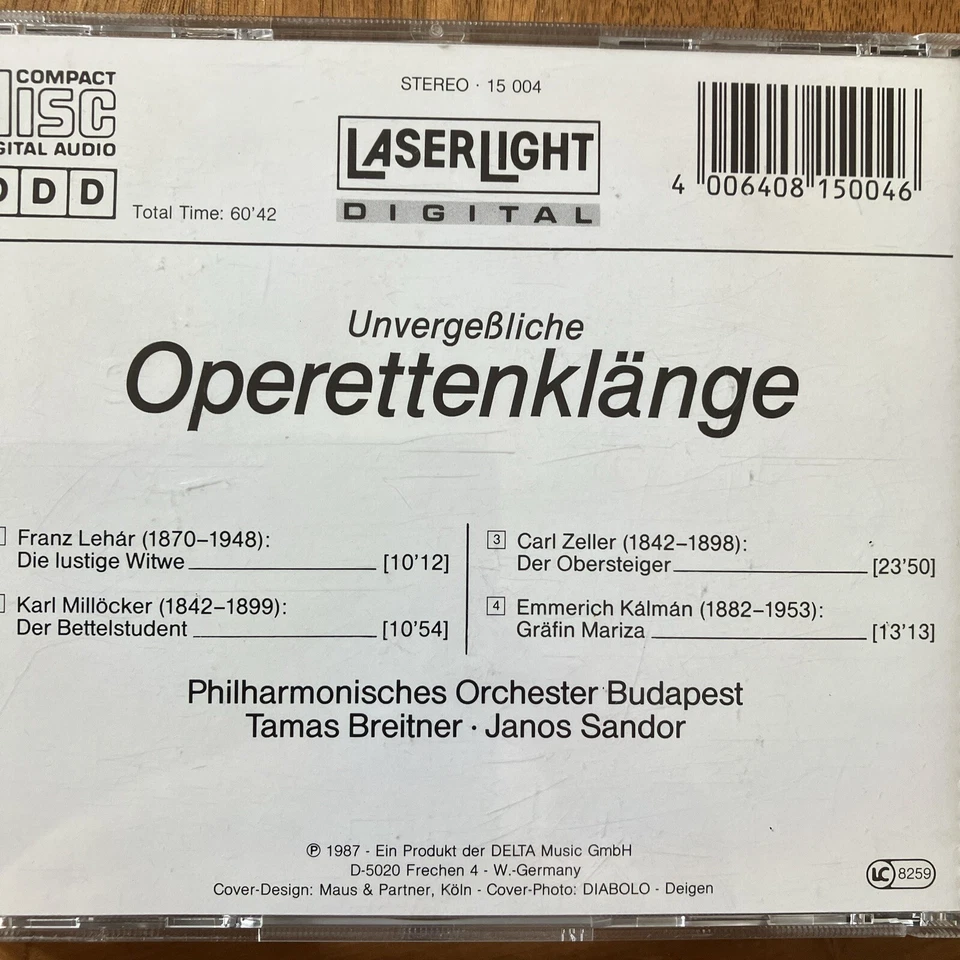 COMPACT
DISC
DIGITAL AUDIO
DDD
Total Time: 60'42
STEREO · 15 004
LASERLIGHT
DIGITAL
4 006408 150046
Unvergeßliche
Operettenklänge
Franz Lehár (1870–1948):
Die lustige Witwe [10'12]
Karl Millöcker (1842–1899):
Der Bettelstudent [10'54]
3 Carl Zeller (1842–1898):
Der Obersteiger [23'50]
4 Emmerich Kálmán (1882–1953):
Gräfin Mariza [13'13]
Philharmonisches Orchester Budapest
Tamas Breitner · Janos Sandor
℗ 1987 - Ein Produkt der DELTA Music GmbH
D-5020 Frechen 4 - W.-Germany
Cover-Design: Maus & Partner, Köln - Cover-Photo: DIABOLO - Deigen
LC 8259